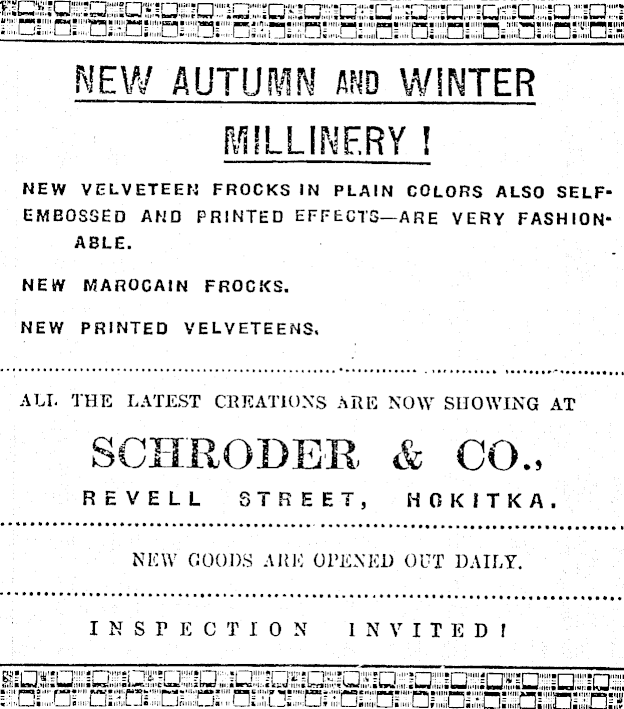 NEW AUTUMN AND WINTER
MILLINERY !
NEW VELVETEEN FROCKS IN PLAIN COLORS ALSO SELF-
EMBOSSED AND PRINTED EFFECTS—ARE VERY FASHION-
ABLE.
NEW MAROCAIN FROCKS.
NEW PRINTED VELVETEENS.
ALL THE LATEST CREATIONS ARE NOW SHOWING AT
SCHRODER & CO.,
REVELL STREET, HOKITKA.
NEW GOODS ARE OPENED OUT DAILY.
INSPECTION INVITED!